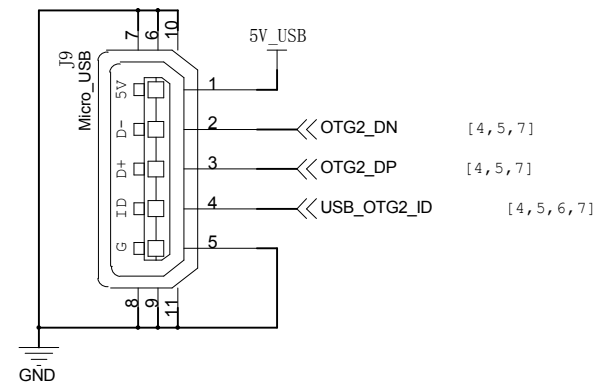 7 6 10
5V_USB
J9
Micro_USB
5V 1
D- 2 OTG2_DN [4,5,7]
D+ 3 OTG2_DP [4,5,7]
ID 4 USB_OTG2_ID [4,5,6,7]
G 5
8 9 11
GND